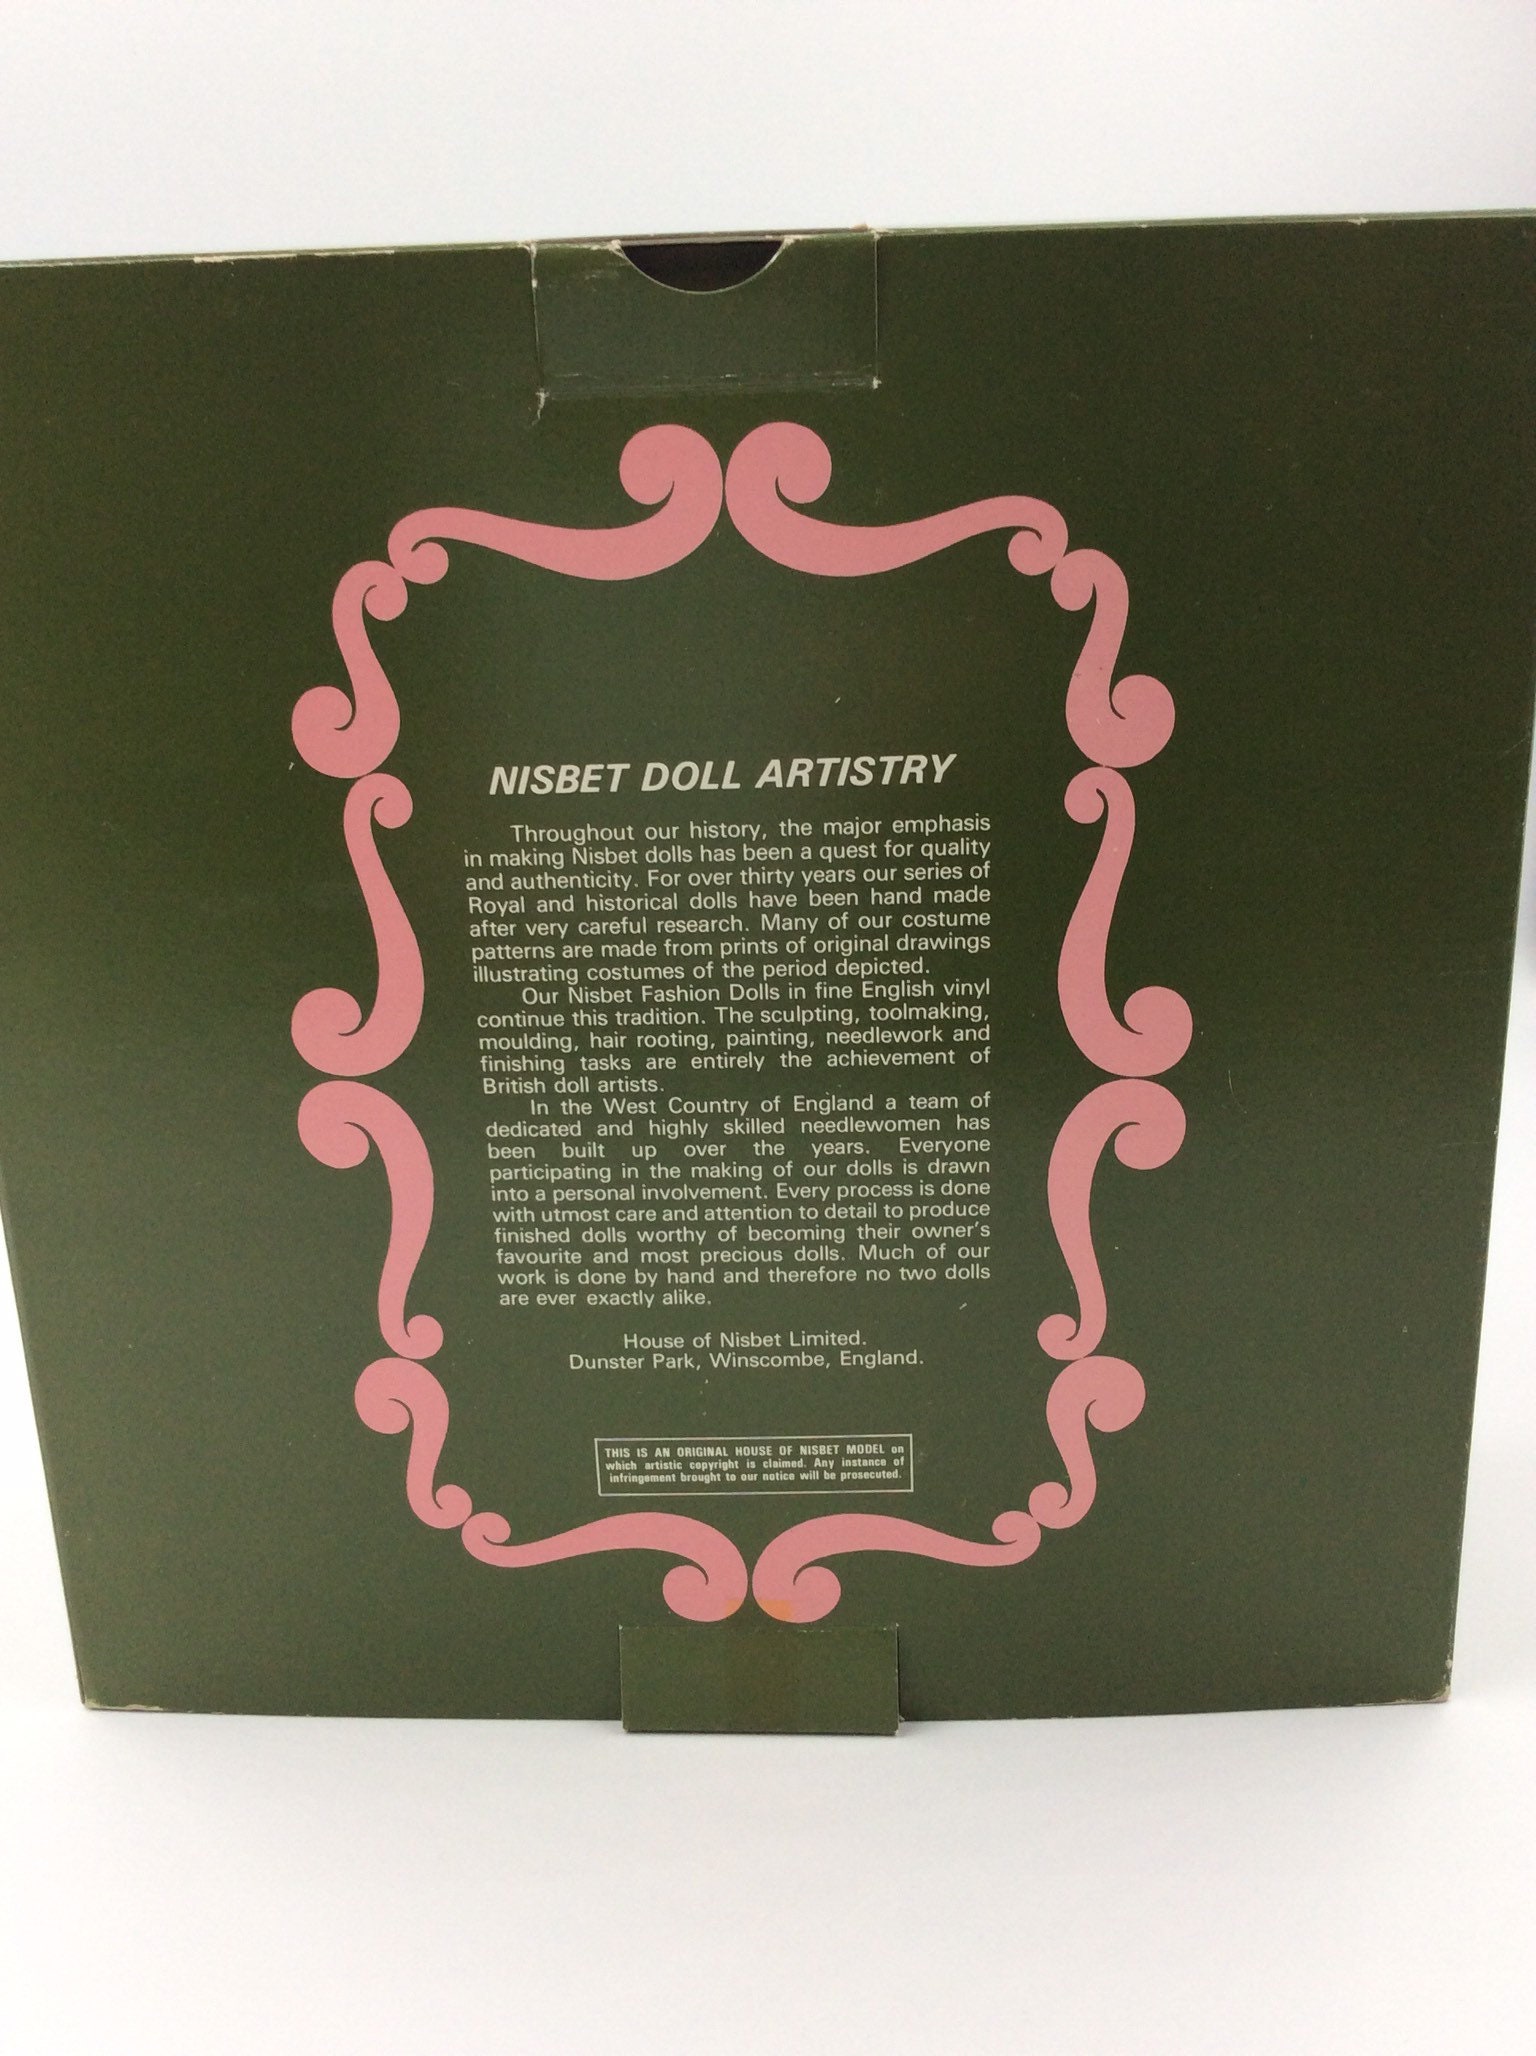 NISBET DOLL ARTISTRY
Throughout our history, the major emphasis
in making Nisbet dolls has been a quest for quality
and authenticity. For over thirty years our series of
Royal and historical dolls have been hand made
after very careful research. Many of our costume
patterns are made from prints of original drawings
illustrating costumes of the period depicted.
Our Nisbet Fashion Dolls in fine English vinyl
continue this tradition. The sculpting, toolmaking,
moulding, hair rooting, painting, needlework and
finishing tasks are entirely the achievement of
British doll artists.
In the West Country of England a team of
dedicated and highly skilled needlewomen has
been built up over the years. Everyone
participating in the making of our dolls is drawn
into a personal involvement. Every process is done
with utmost care and attention to detail to produce
finished dolls worthy of becoming their owner's
favourite and most precious dolls. Much of our
work is done by hand and therefore no two dolls
are ever exactly alike.
House of Nisbet Limited.
Dunster Park, Winscombe, England.
THIS IS AN ORIGINAL HOUSE OF NISBET MODEL on
which artistic copyright is claimed. Any instance of
infringement brought to our notice will be prosecuted.